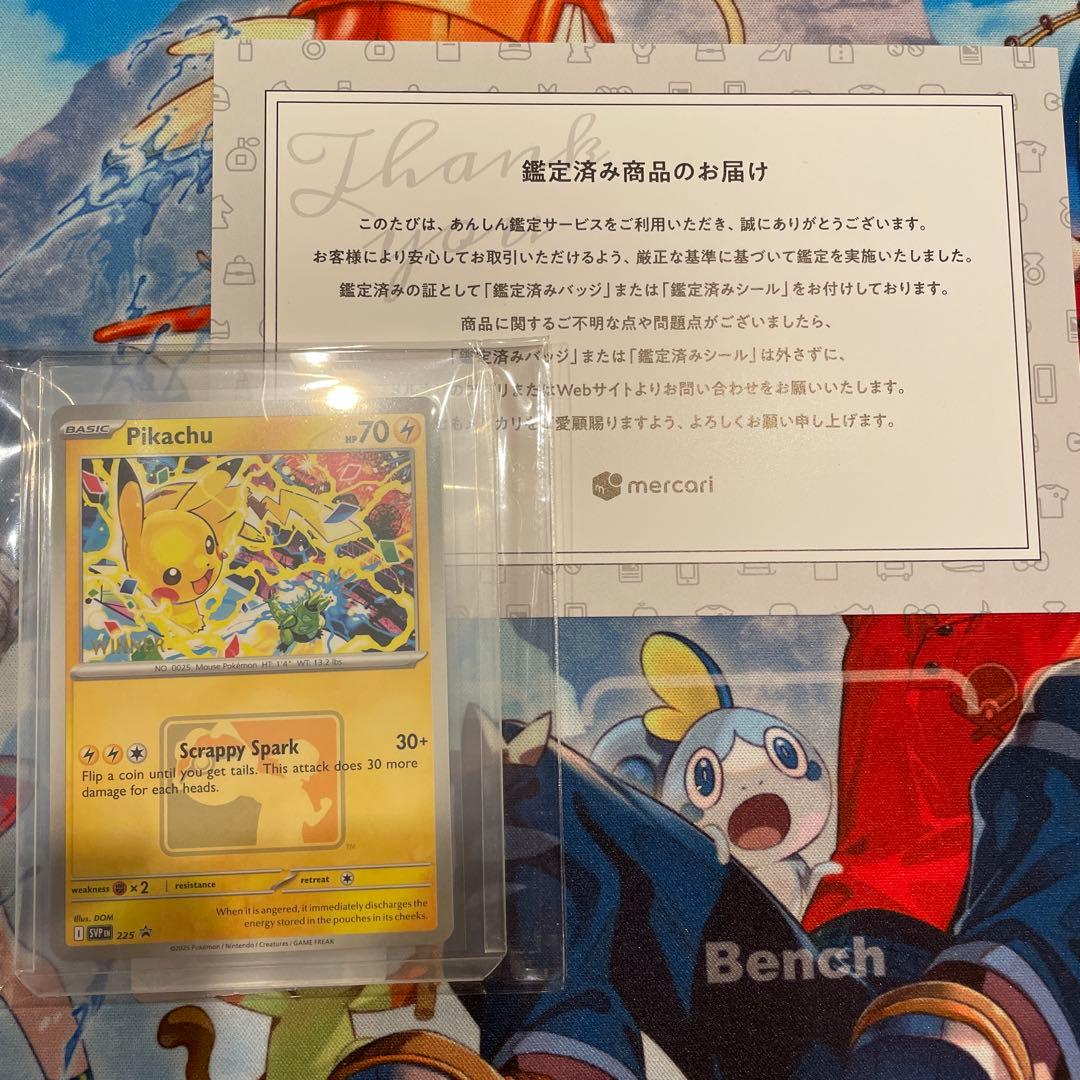 Thank
you
鑑定済み商品のお届け
このたびは、あんしん鑑定サービスをご利用いただき、誠にありがとうございます。
お客様により安心してお取引いただけるよう、厳正な基準に基づいて鑑定を実施いたしました。
鑑定済みの証として「鑑定済みバッジ」または「鑑定済みシール」をお付けしております。
商品に関するご不明な点や問題点がございましたら、
「鑑定済みバッジ」または「鑑定済みシール」は外さずに、
またはWebサイトよりお問い合わせをお願いいたします。
ご愛顧賜りますよう、よろしくお願い申し上げます。
mercari
BASIC Pikachu HP 70
WINNER
NO. 0025 Mouse Pokémon HT: 1'4" WT: 13.2 lbs
Scrappy Spark 30+
Flip a coin until you get tails. This attack does 30 more
damage for each heads.
TM
weakness ×2 resistance retreat
When it is angered, it immediately discharges the
energy stored in the pouches in its cheeks.
Illus. DOM
I SVP EN 225
©2025 Pokémon / Nintendo / Creatures / GAME FREAK
Bench